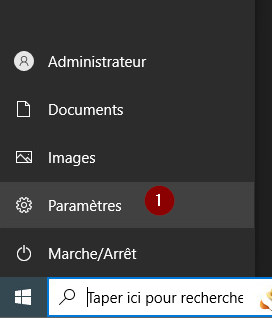 Administrateur
Documents
Images
Paramètres 1
Marche/Arrêt
Taper ici pour recherche